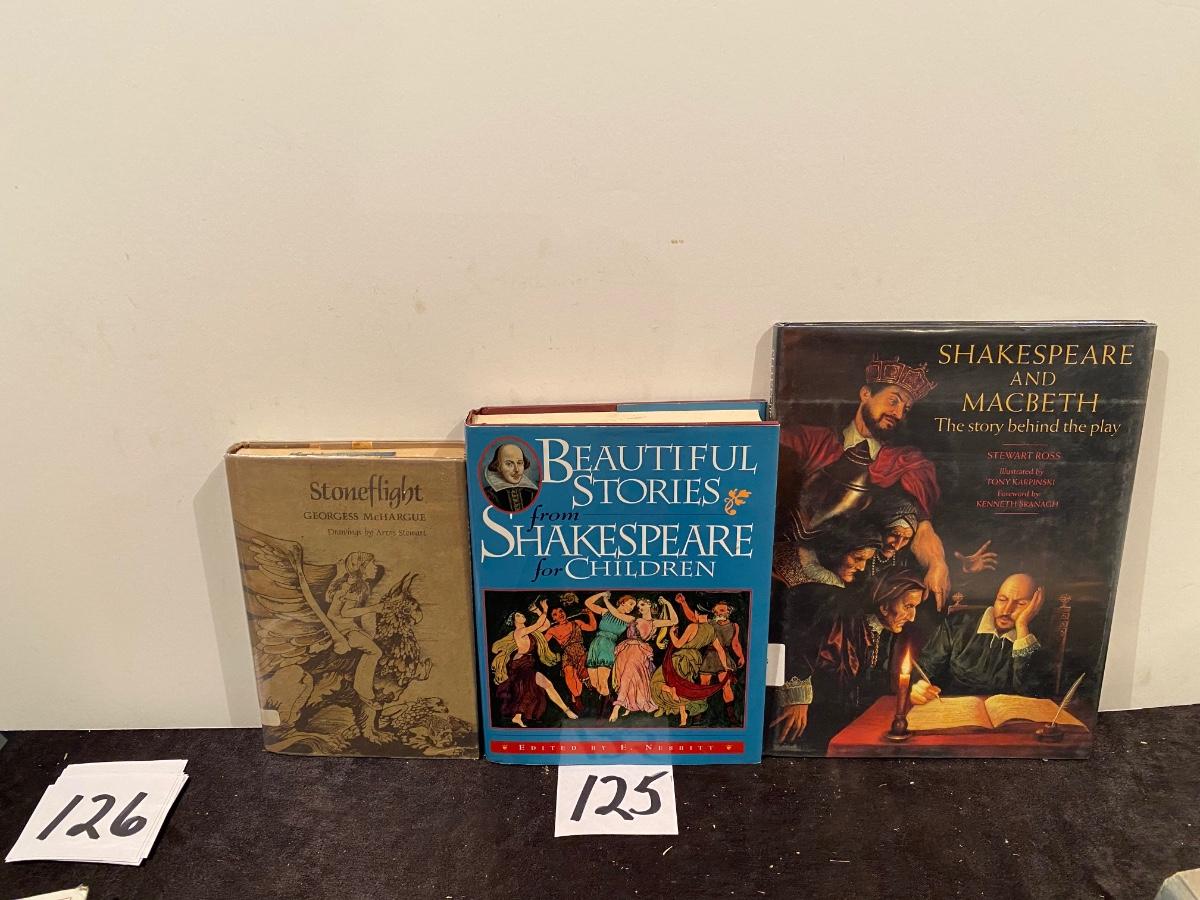 Stoneflight
GEORGESS McHARGUE
Drawings by Arvis Stewart
BEAUTIFUL
STORIES
from
SHAKESPEARE
for CHILDREN
EDITED BY E. NESBITT
SHAKESPEARE
AND
MACBETH
The story behind the play
STEWART ROSS
Illustrated by
TONY KARPINSKI
Foreword by
KENNETH BRANAGH
126
125